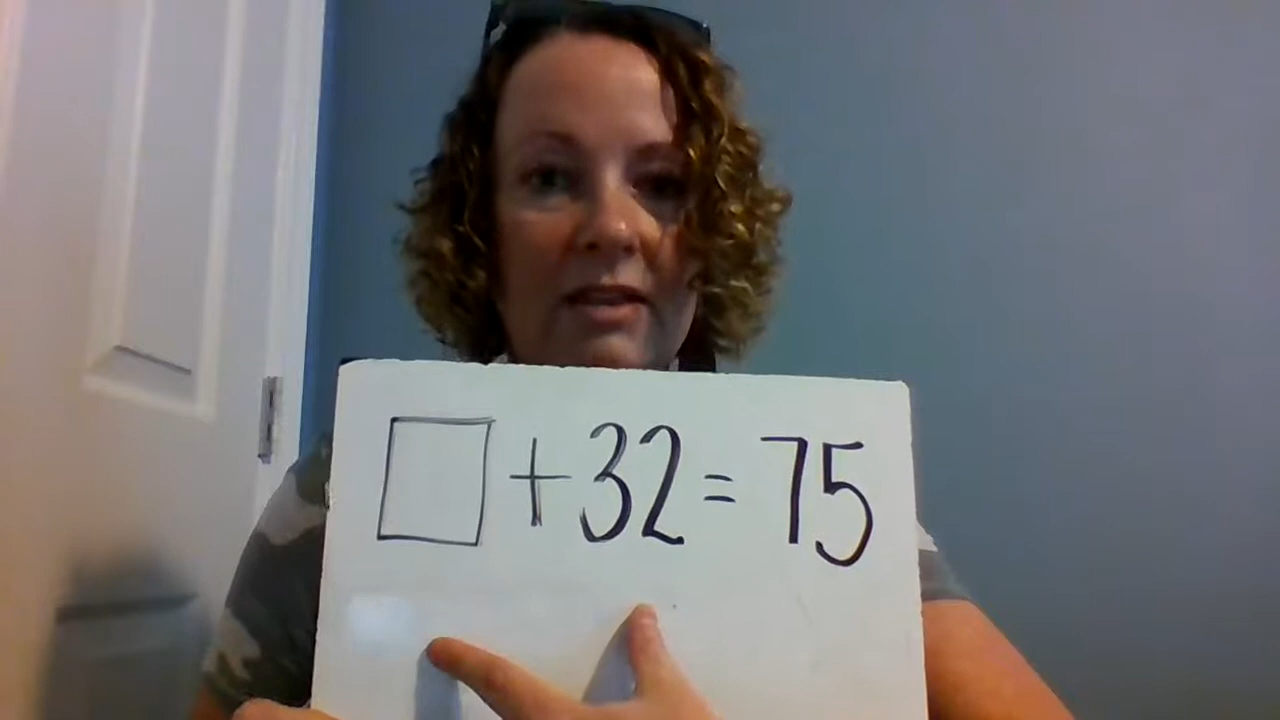 □ + 32 = 75